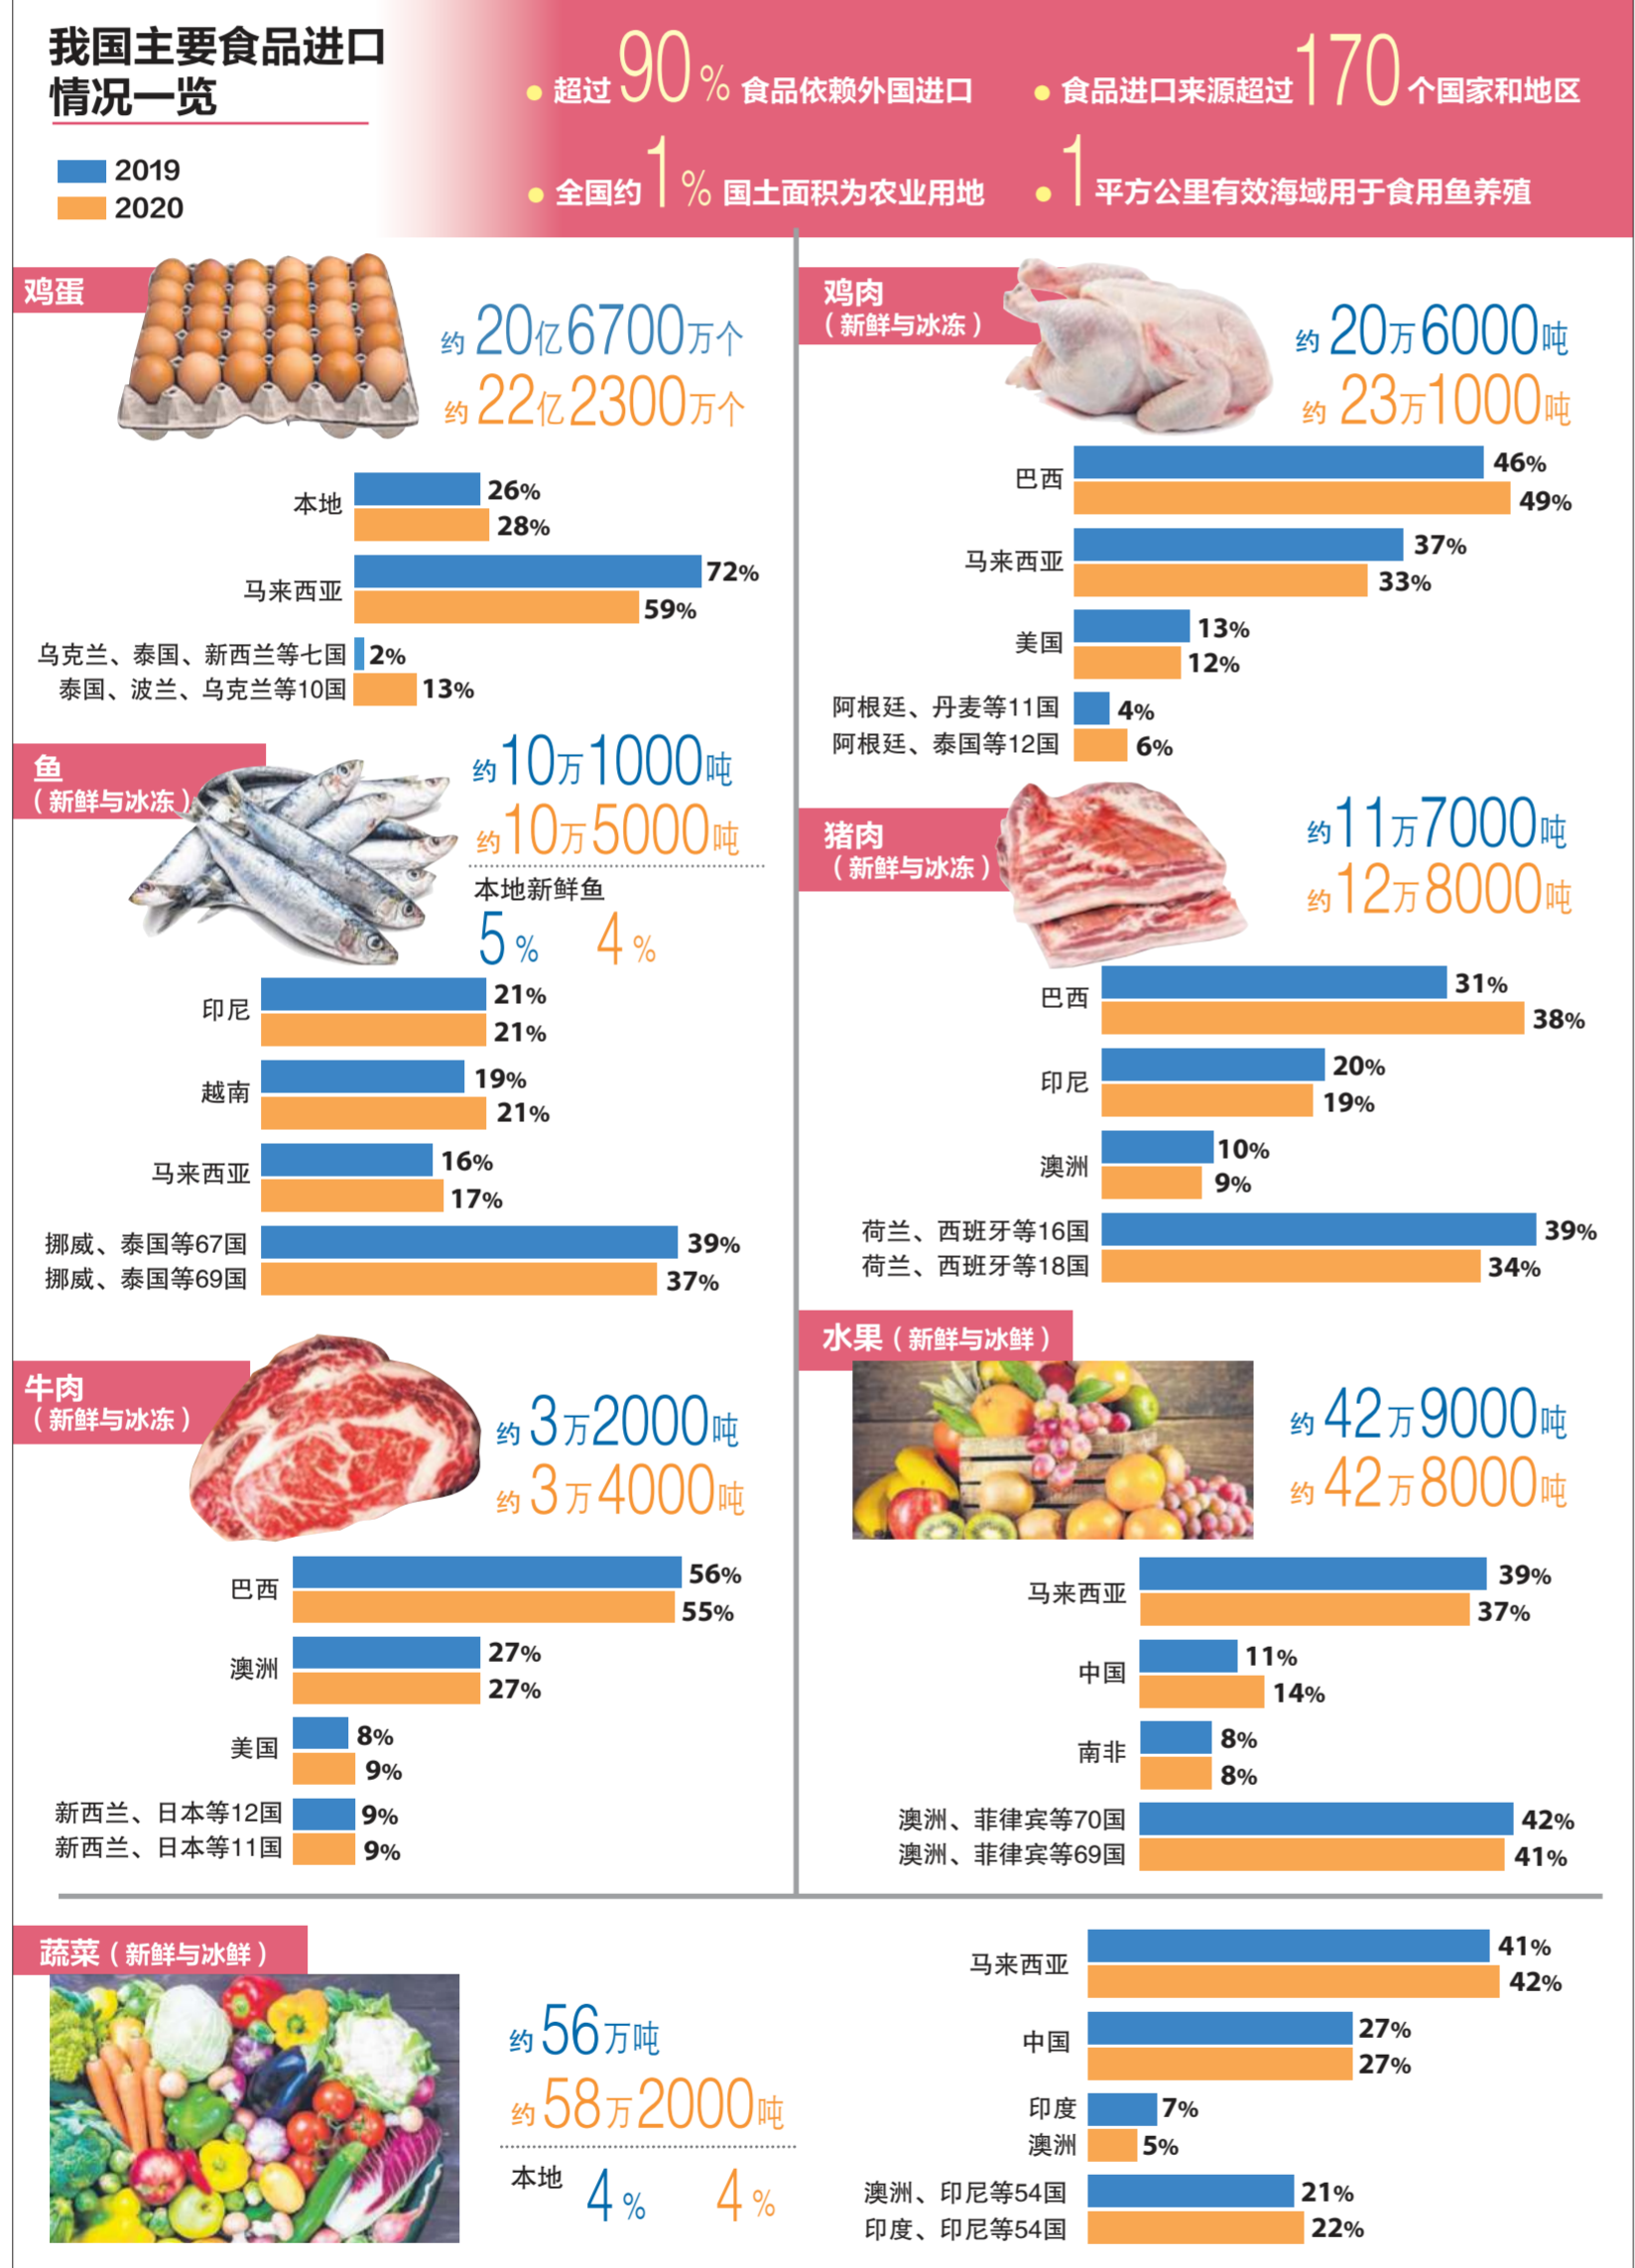 我国主要食品进口
情况一览
2019
2020
● 超过90%食品依赖外国进口
● 食品进口来源超过170个国家和地区
● 全国约1%国土面积为农业用地
● 1平方公里有效海域用于食用鱼养殖
鸡蛋
约20亿6700万个
约22亿2300万个
本地
26%
28%
马来西亚
72%
59%
乌克兰、泰国、新西兰等七国 2%
泰国、波兰、乌克兰等10国 13%
鱼
（新鲜与冰冻）
约10万1000吨
约10万5000吨
本地新鲜鱼
5% 4%
印尼
21%
21%
越南
19%
21%
马来西亚
16%
17%
挪威、泰国等67国 39%
挪威、泰国等69国 37%
牛肉
（新鲜与冰冻）
约3万2000吨
约3万4000吨
巴西
56%
55%
澳洲
27%
27%
美国
8%
9%
新西兰、日本等12国 9%
新西兰、日本等11国 9%
鸡肉
（新鲜与冰冻）
约20万6000吨
约23万1000吨
巴西
46%
49%
马来西亚
37%
33%
美国
13%
12%
阿根廷、丹麦等11国 4%
阿根廷、泰国等12国 6%
猪肉
（新鲜与冰冻）
约11万7000吨
约12万8000吨
巴西
31%
38%
印尼
20%
19%
澳洲
10%
9%
荷兰、西班牙等16国 39%
荷兰、西班牙等18国 34%
水果（新鲜与冰鲜）
约42万9000吨
约42万8000吨
马来西亚
39%
37%
中国
11%
14%
南非
8%
8%
澳洲、菲律宾等70国 42%
澳洲、菲律宾等69国 41%
蔬菜（新鲜与冰鲜）
约56万吨
约58万2000吨
本地 4% 4%
马来西亚
41%
42%
中国
27%
27%
印度 7%
澳洲 5%
澳洲、印尼等54国 21%
印度、印尼等54国 22%